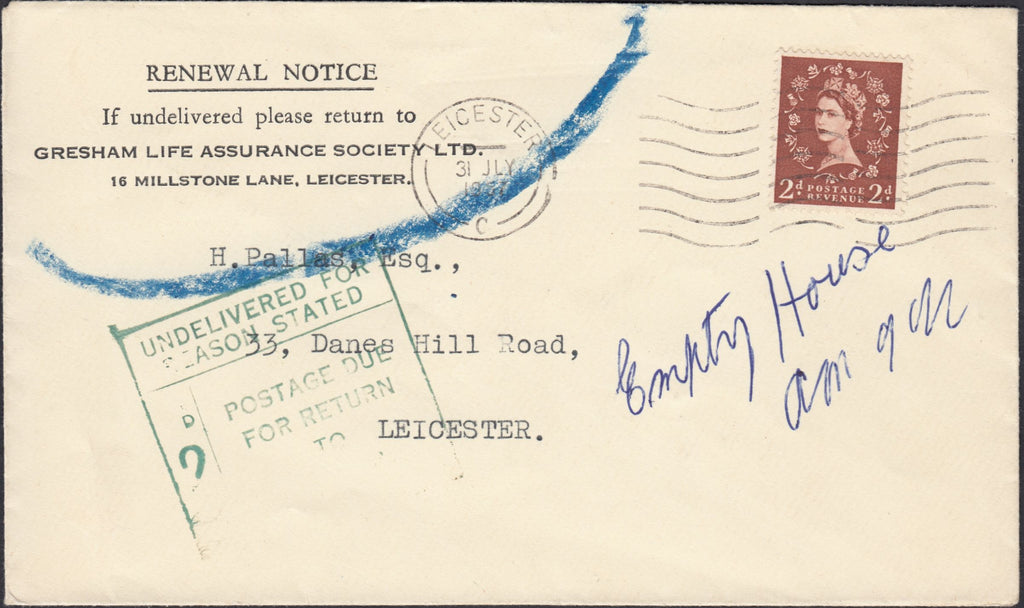 RENEWAL NOTICE
If undelivered please return to
GRESHAM LIFE ASSURANCE SOCIETY LTD.
16 MILLSTONE LANE, LEICESTER.
LEICESTER
31 JLY
C
2d POSTAGE REVENUE 2d
H.Pallas, Esq.,
33, Danes Hill Road,
LEICESTER.
UNDELIVERED FOR
REASON STATED
POSTAGE DUE
FOR RETURN
TO
D
2
Empty House